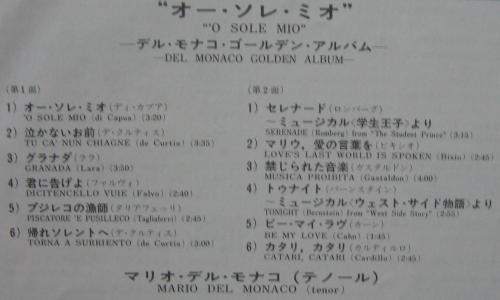 "オー・ソレ・ミオ"
"'O SOLE MIO"
―デル・モナコ・ゴールデン・アルバム―
―DEL MONACO GOLDEN ALBUM―
(第1面)
1) オー・ソレ・ミオ(ディ・カプア)
'O SOLE MIO (di Capua) (3:20)
2) 泣かないお前(デ・クルティス)
TU CA' NUN CHIAGNE (de Curtis) (3:35)
3) グラナダ(ララ)
GRANADA (Lara) (3:50)
4) 君に告げよ(ファルヴォ)
DICITENCELLO VUIE (Falvo) (2:40)
5) プジレコの漁師(タリアフェッリ)
PISCATORE 'E PUSILLECO (Tagliaferri) (2:45)
6) 帰れソレントへ(デ・クルティス)
TORNA A SURRIENTO (de Curtis) (3:00)
(第2面)
1) セレナード(ロンバーグ)
〜ミュージカル〈学生王子〉より
SERENADE (Romberg) from "The Student Prince" (3:15)
2) マリウ,愛の言葉を(ビキシオ)
LOVE'S LAST WORLD IS SPOKEN (Bixio) (2:45)
3) 禁じられた音楽(ガスタルドン)
MUSICA PROIBITA (Gastaldon) (4:00)
4) トゥナイト(バーンスタイン)
〜ミュージカル〈ウェスト・サイド物語〉より
TONIGHT (Bernstein) from "West Side Story" (2:55)
5) ビー・マイ・ラヴ(カーン)
BE MY LOVE (Cahn) (2:45)
6) カタリ,カタリ(カルディルロ)
CATARI, CATARI (Cardillo) (2:45)
マリオ・デル・モナコ(テノール)
MARIO DEL MONACO (tenor)